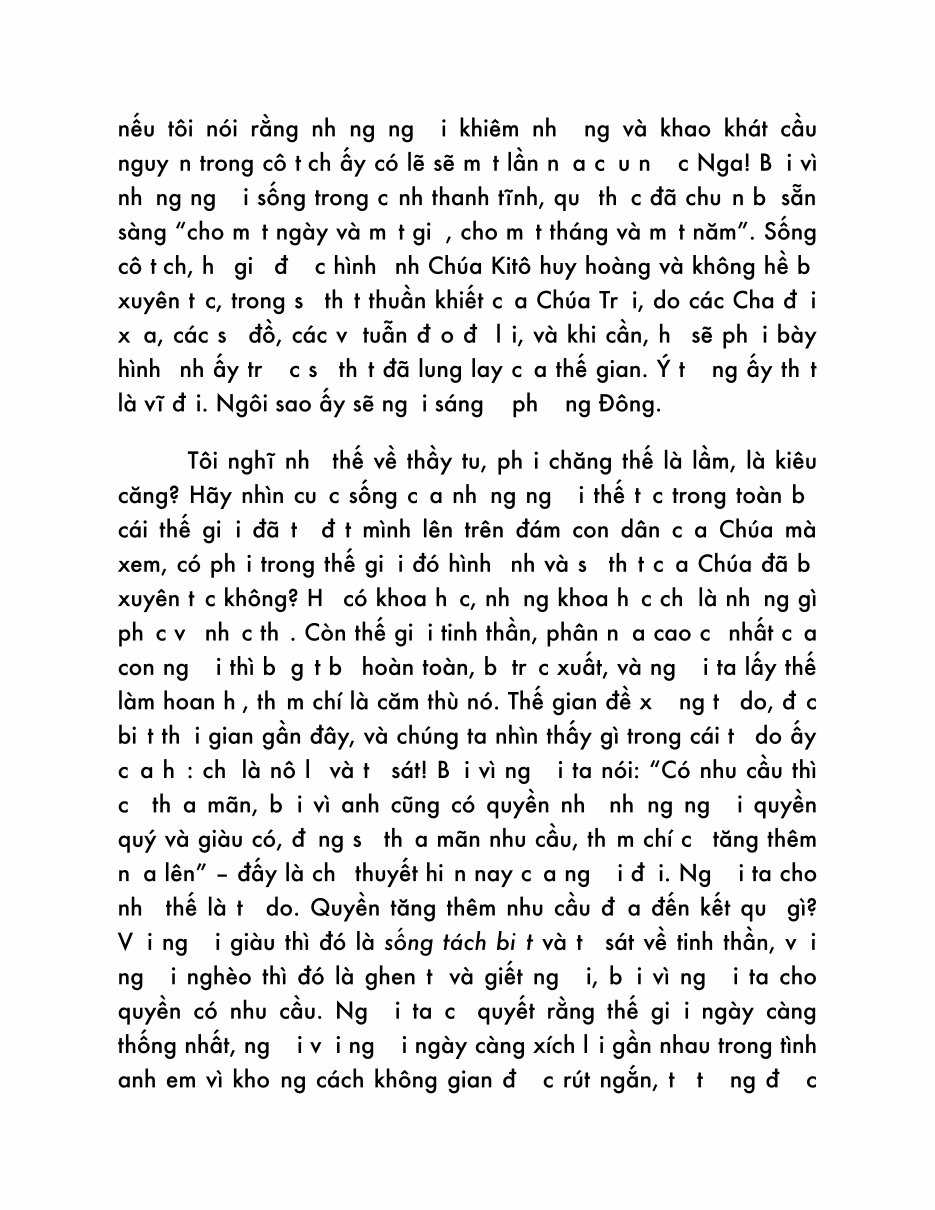 nếu tôi nói rằng nh ng ng  i khiêm nh  ng và khao khát cầu
nguy n trong cô t ch ấy có lẽ sẽ m t lần n a c u n  c Nga! B i vì
nh ng ng  i sống trong c nh thanh tĩnh, qu  th c đã chu n b  sẵn
sàng “cho m t ngày và m t gi , cho m t tháng và m t năm”. Sống
cô t ch, h  gi  đ  c hình  nh Chúa Kitô huy hoàng và không hề b
xuyên t c, trong s  th t thuần khiết c a Chúa Tr i, do các Cha đ i
x a, các s  đồ, các v  tuẫn đ o đ  l i, và khi cần, h  sẽ ph i bày
hình  nh ấy tr  c s  th t đã lung lay c a thế gian. Ý t  ng ấy th t
là vĩ đ i. Ngôi sao ấy sẽ ng i sáng   ph  ng Đông.
Tôi nghĩ nh  thế về thầy tu, ph i chăng thế là lầm, là kiêu
căng? Hãy nhìn cu c sống c a nh ng ng  i thế t c trong toàn b
cái thế gi i đã t  đ t mình lên trên đám con dân c a Chúa mà
xem, có ph i trong thế gi i đó hình  nh và s  th t c a Chúa đã b
xuyên t c không? H  có khoa h c, nh ng khoa h c ch  là nh ng gì
ph c v  nh c th . Còn thế gi i tinh thần, phân n a cao c  nhất c a
con ng  i thì b  g t b  hoàn toàn, b  tr c xuất, và ng  i ta lấy thế
làm hoan h , th m chí là căm thù nó. Thế gian đề x  ng t  do, đ c
bi t th i gian gần đây, và chúng ta nhìn thấy gì trong cái t  do ấy
c a h : ch  là nô l  và t  sát! B i vì ng  i ta nói: “Có nhu cầu thì
c  th a mãn, b i vì anh cũng có quyền nh  nh ng ng  i quyền
quý và giàu có, đ ng s  th a mãn nhu cầu, th m chí c  tăng thêm
n a lên” – đấy là ch  thuyết hi n nay c a ng  i đ i. Ng  i ta cho
nh  thế là t  do. Quyền tăng thêm nhu cầu đ a đến kết qu  gì?
V i ng  i giàu thì đó là sống tách bi t và t  sát về tinh thần, v i
ng  i nghèo thì đó là ghen t  và giết ng  i, b i vì ng  i ta cho
quyền có nhu cầu. Ng  i ta c  quyết rằng thế gi i ngày càng
thống nhất, ng  i v i ng  i ngày càng xích l i gần nhau trong tình
anh em vì kho ng cách không gian đ  c rút ngắn, t  t  ng đ  c